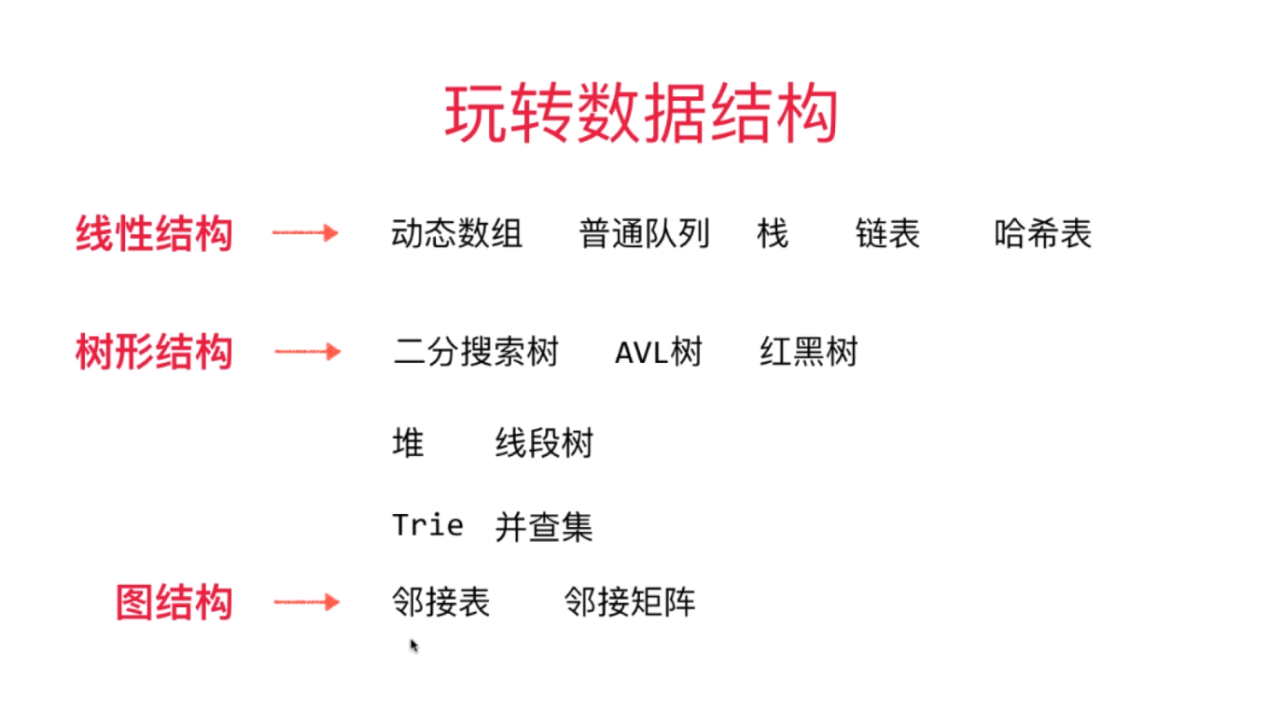 玩转数据结构
线性结构 动态数组 普通队列 栈 链表 哈希表
树形结构 二分搜索树 AVL树 红黑树
堆 线段树
Trie 并查集
图结构 邻接表 邻接矩阵